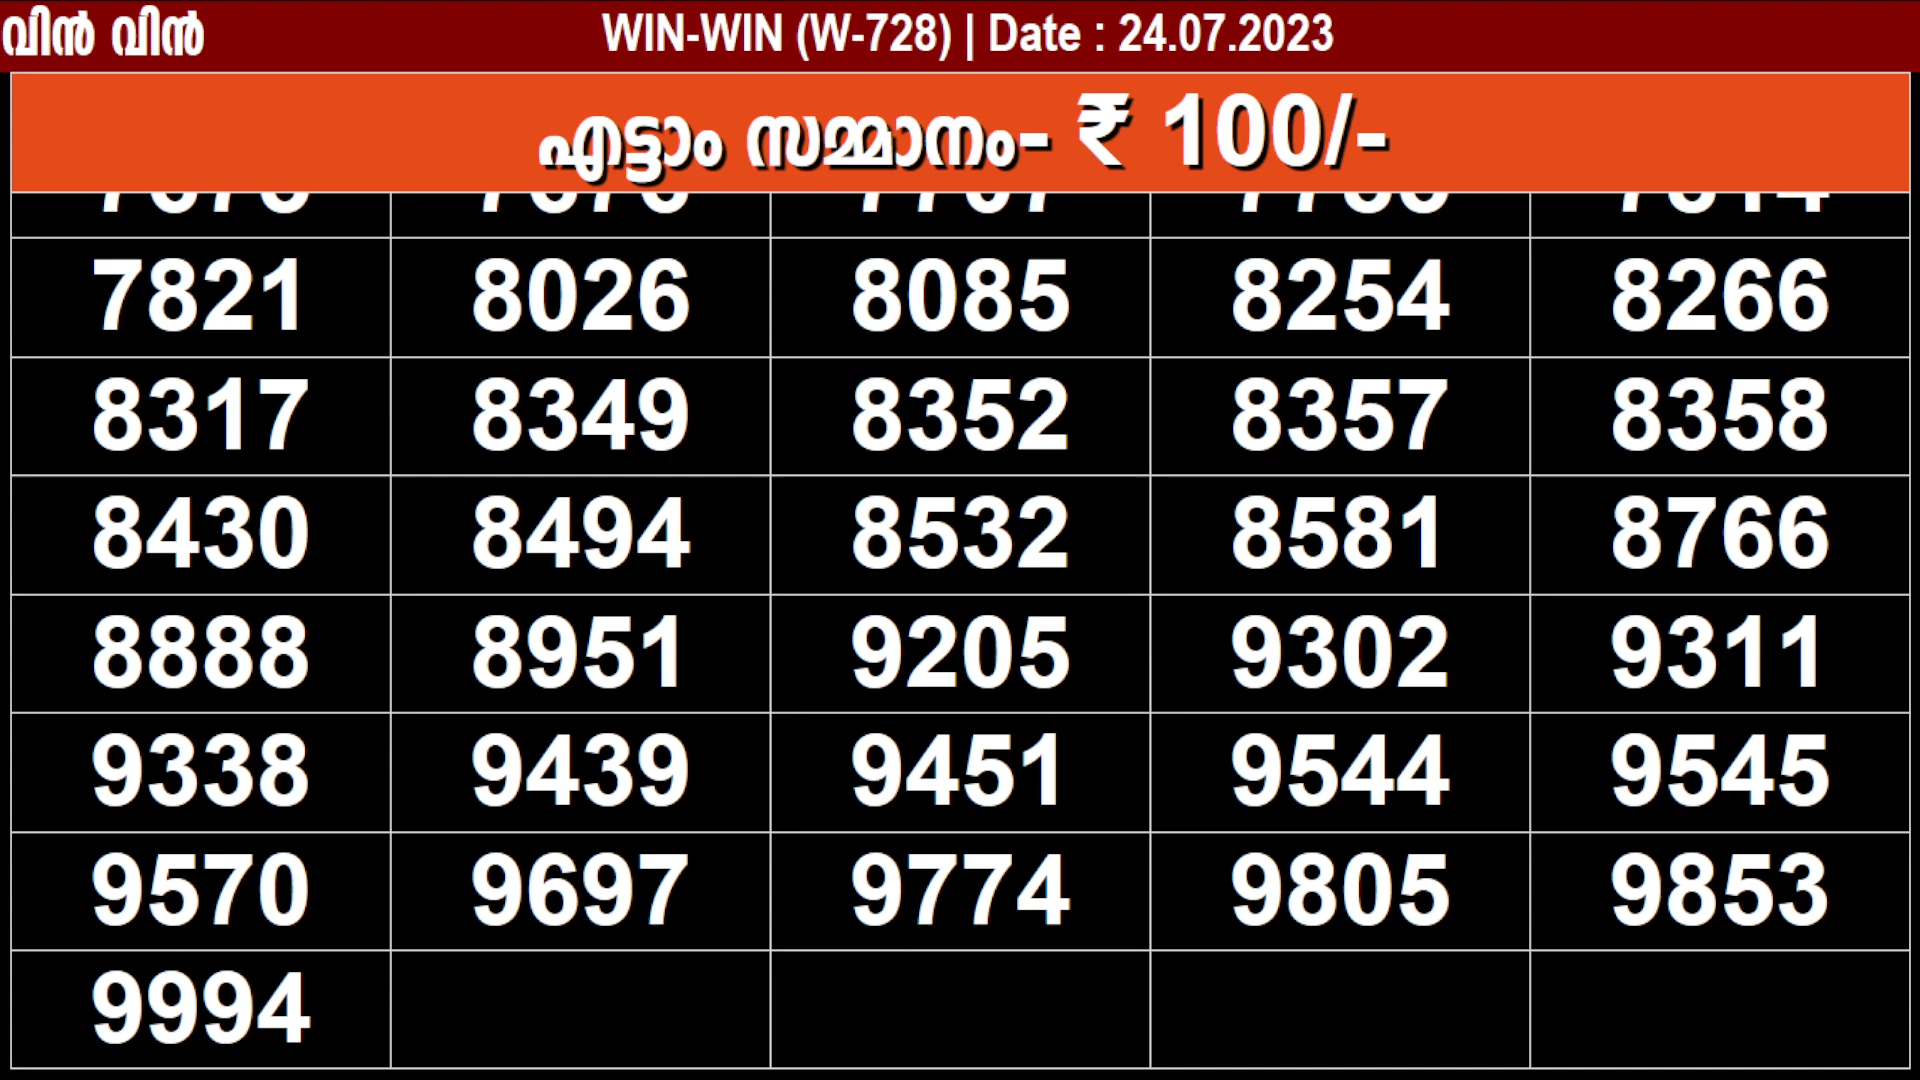 വിൻ വിൻ WIN-WIN (W-728) | Date : 24.07.2023
എട്ടാം സമ്മാനം- ₹ 100/-
7821 8026 8085 8254 8266
8317 8349 8352 8357 8358
8430 8494 8532 8581 8766
8888 8951 9205 9302 9311
9338 9439 9451 9544 9545
9570 9697 9774 9805 9853
9994